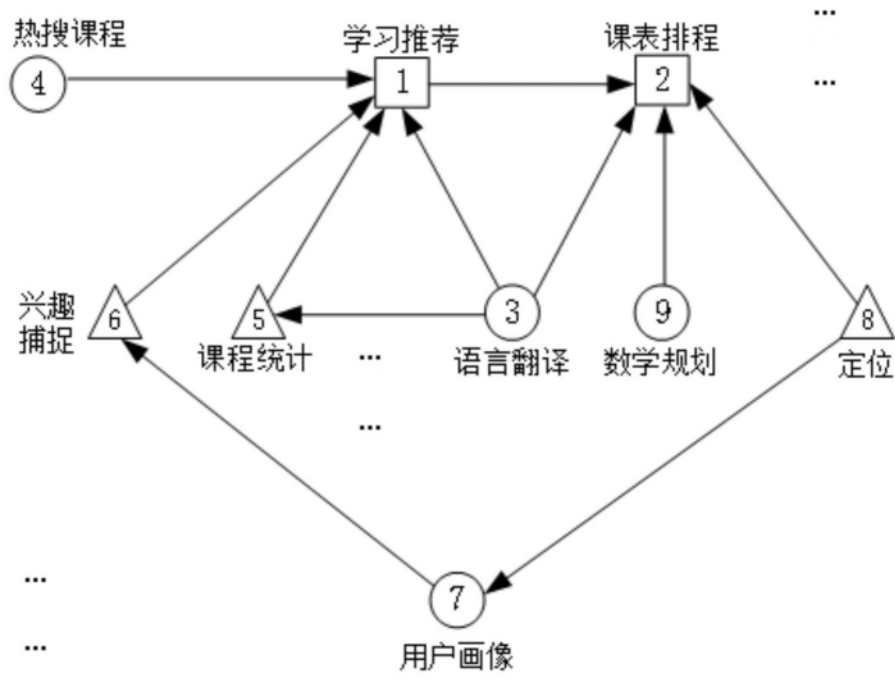 热搜课程
学习推荐
课表排程
...
...
4
1
2
兴趣
捕捉
6
5
3
9
8
课程统计
...
语言翻译
数学规划
定位
...
...
7
...
用户画像